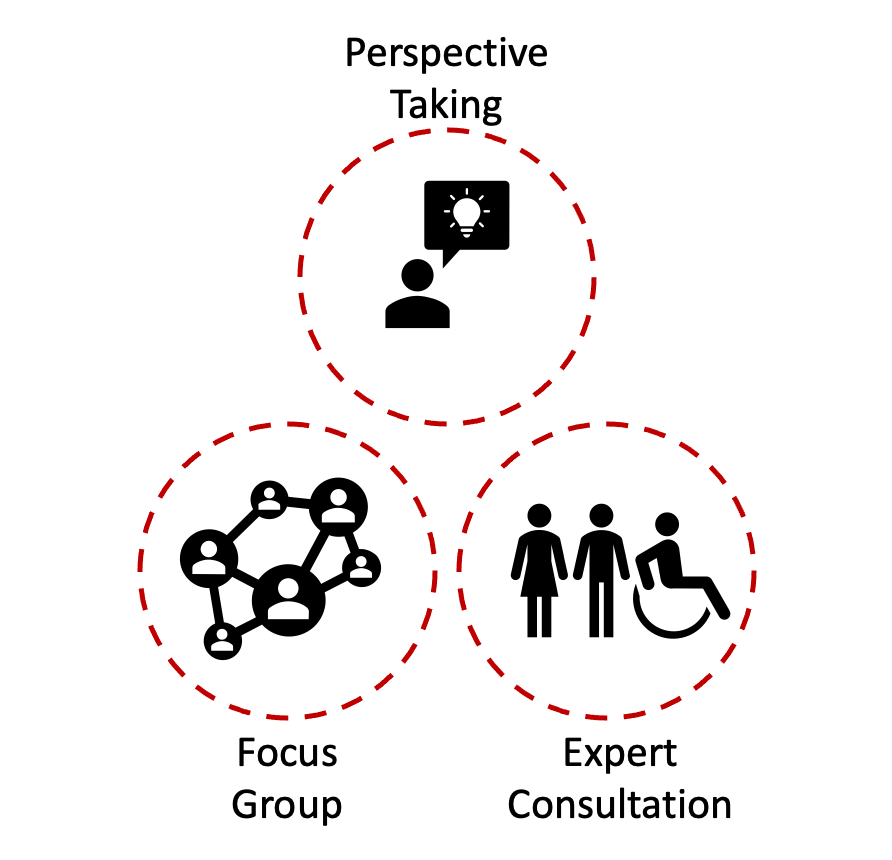 Perspective
Taking
Focus
Group
Expert
Consultation